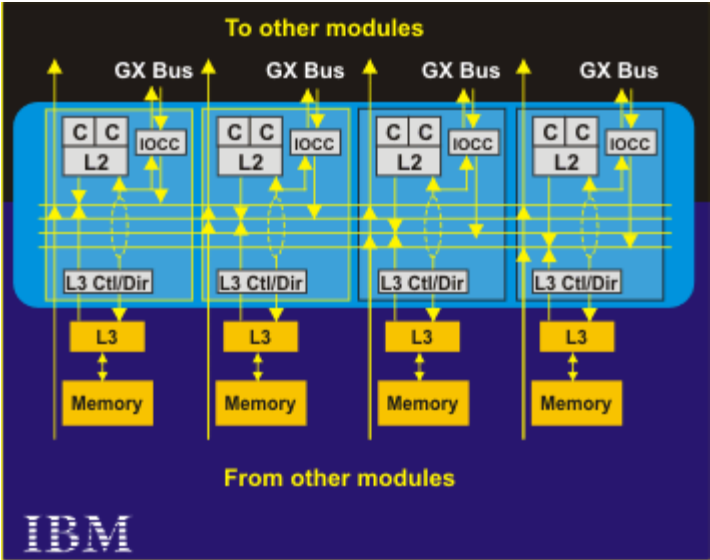 To other modules
GX Bus GX Bus GX Bus GX Bus
C C IOCC C C IOCC C C IOCC C C IOCC
L2 L2 L2 L2
L3 Ctl/Dir L3 Ctl/Dir L3 Ctl/Dir L3 Ctl/Dir
L3 L3 L3 L3
Memory Memory Memory Memory
From other modules
IBM